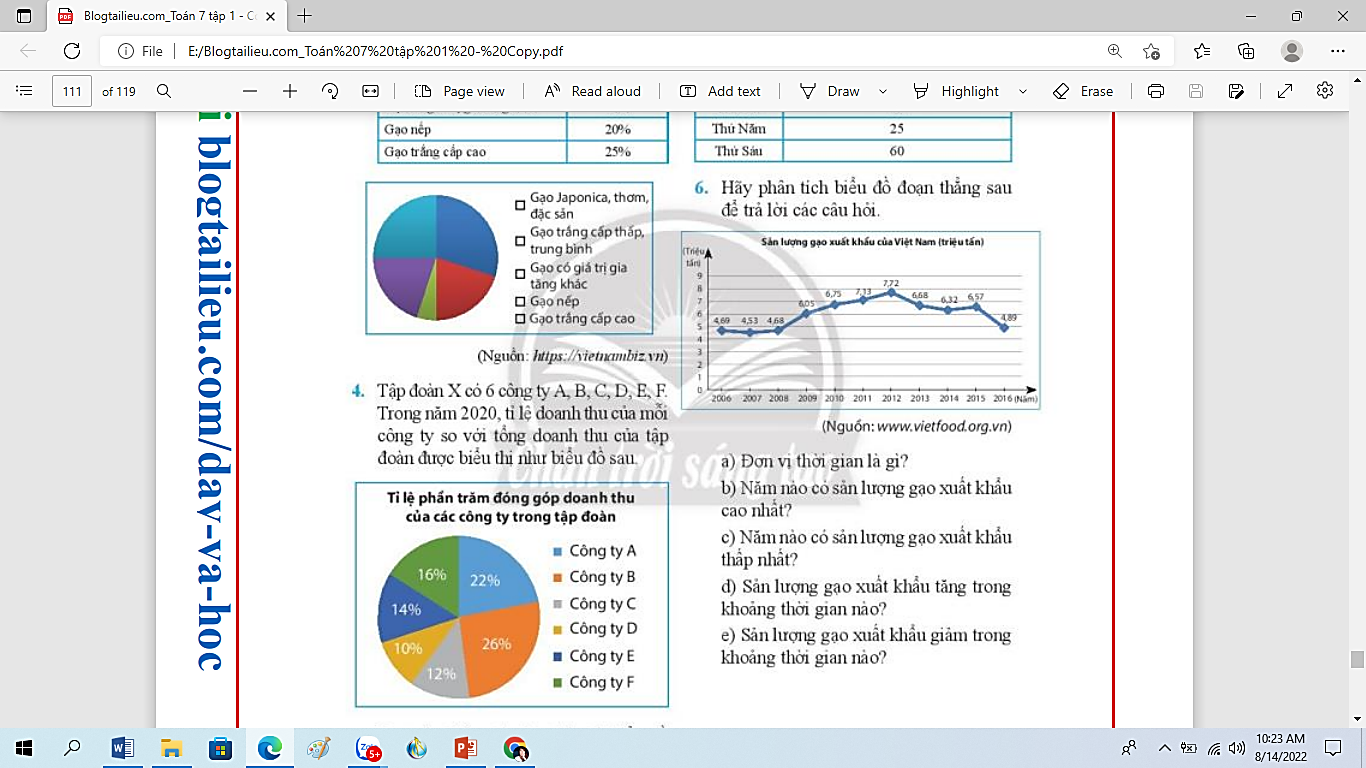 Blogtailieu.com_Toán 7 tập 1 - C
File
E:/Blogtailieu.com_Toán%207%20tập%201%20-%20Copy.pdf
111 of 119
Page view
Read aloud
Add text
Draw
Highlight
Erase
blogtailieu.com/day-va-hoc
Gạo nếp 20%
Gạo trắng cấp cao 25%
Gạo Japonica, thơm,
đặc sản
Gạo trắng cấp thấp,
trung bình
Gạo có giá trị gia
tăng khác
Gạo nếp
Gạo trắng cấp cao
(Nguồn: https://vietnambiz.vn)
4. Tập đoàn X có 6 công ty A, B, C, D, E, F.
Trong năm 2020, tỉ lệ doanh thu của mỗi
công ty so với tổng doanh thu của tập
đoàn được biểu thị như biểu đồ sau.
Tỉ lệ phần trăm đóng góp doanh thu
của các công ty trong tập đoàn
16%
22%
14%
10%
12%
26%
Công ty A
Công ty B
Công ty C
Công ty D
Công ty E
Công ty F
Thứ Năm 25
Thứ Sáu 60
6. Hãy phân tích biểu đồ đoạn thẳng sau
để trả lời các câu hỏi.
Sản lượng gạo xuất khẩu của Việt Nam (triệu tấn)
(Triệu
tấn)
9
8
7
6
5
4
3
2
1
0
4,69 4,53 4,68 6,05 6,75 7,13 7,72 6,68 6,32 6,57 4,89
2006 2007 2008 2009 2010 2011 2012 2013 2014 2015 2016 (Năm)
(Nguồn: www.vietfood.org.vn)
Chân trời sáng tạo
a) Đơn vị thời gian là gì?
b) Năm nào có sản lượng gạo xuất khẩu
cao nhất?
c) Năm nào có sản lượng gạo xuất khẩu
thấp nhất?
d) Sản lượng gạo xuất khẩu tăng trong
khoảng thời gian nào?
e) Sản lượng gạo xuất khẩu giảm trong
khoảng thời gian nào?
5+
10:23 AM
8/14/2022